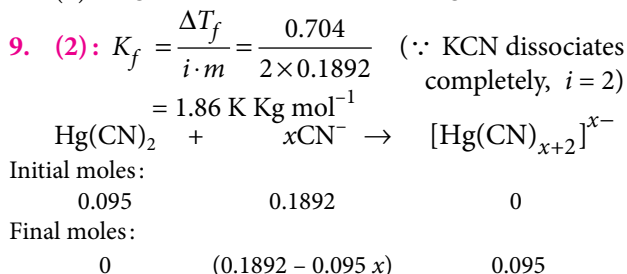 9. (2) : K_f = ΔT_f / i·m = 0.704 / 2×0.1892 (∵ KCN dissociates
completely, i = 2)
= 1.86 K Kg mol⁻¹
Hg(CN)₂ + xCN⁻ → [Hg(CN)ₓ₊₂]ˣ⁻
Initial moles:
0.095 0.1892 0
Final moles:
0 (0.1892 – 0.095 x) 0.095